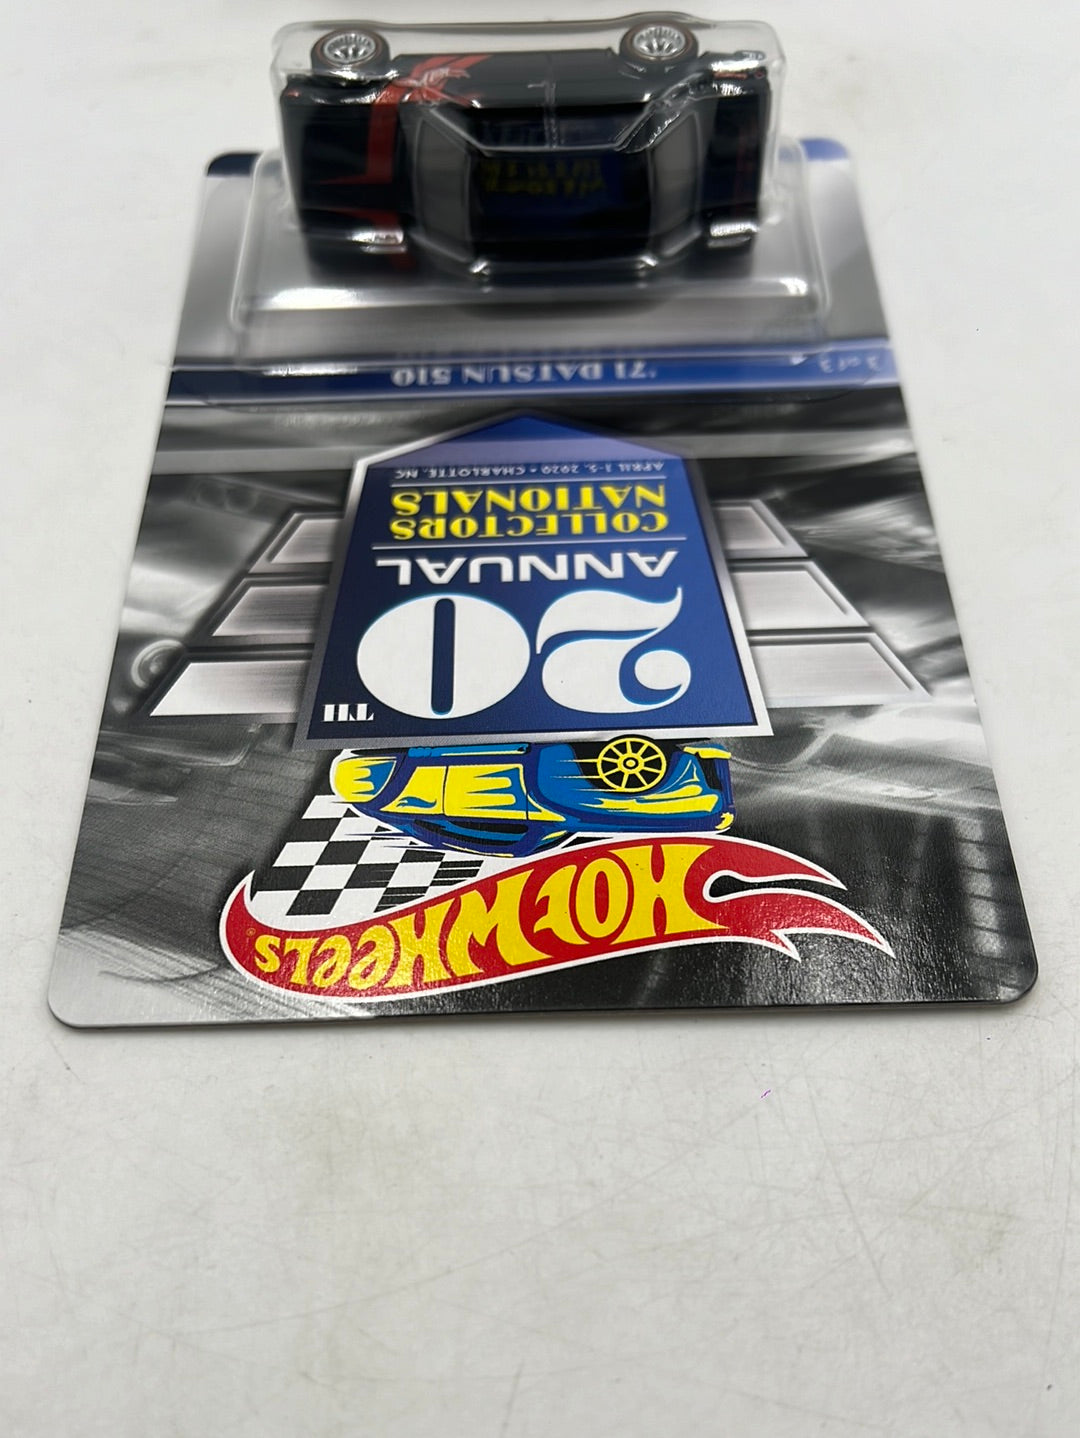 HOT WHEELS
20TH
ANNUAL
COLLECTORS
NATIONALS
APRIL 1-5, 2020 • CHARLOTTE, NC
'71 DATSUN 510